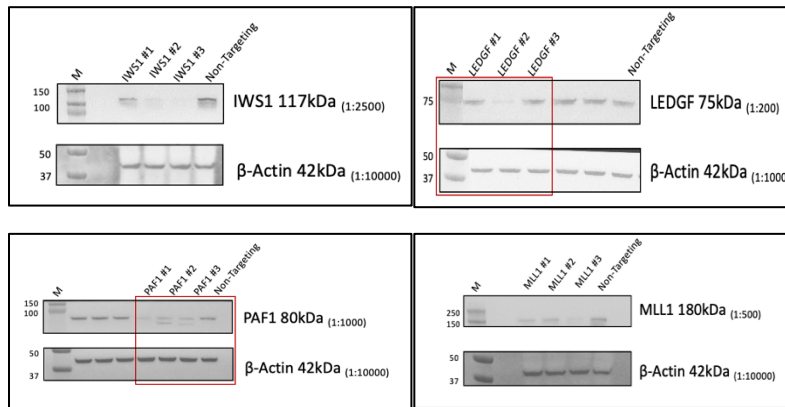 M
IWS1 #1
IWS1 #2
IWS1 #3
Non-Targeting
150
100
IWS1 117kDa (1:2500)
50
37
β-Actin 42kDa (1:10000)
M
LEDGF #1
LEDGF #2
LEDGF #3
Non-Targeting
75
LEDGF 75kDa (1:200)
50
37
β-Actin 42kDa (1:1000
M
PAF1 #1
PAF1 #2
PAF1 #3
Non-Targeting
150
100
PAF1 80kDa (1:1000)
50
37
β-Actin 42kDa (1:10000)
M
MLL1 #1
MLL1 #2
MLL1 #3
Non-Targeting
250
150
MLL1 180kDa (1:500)
50
37
β-Actin 42kDa (1:10000)